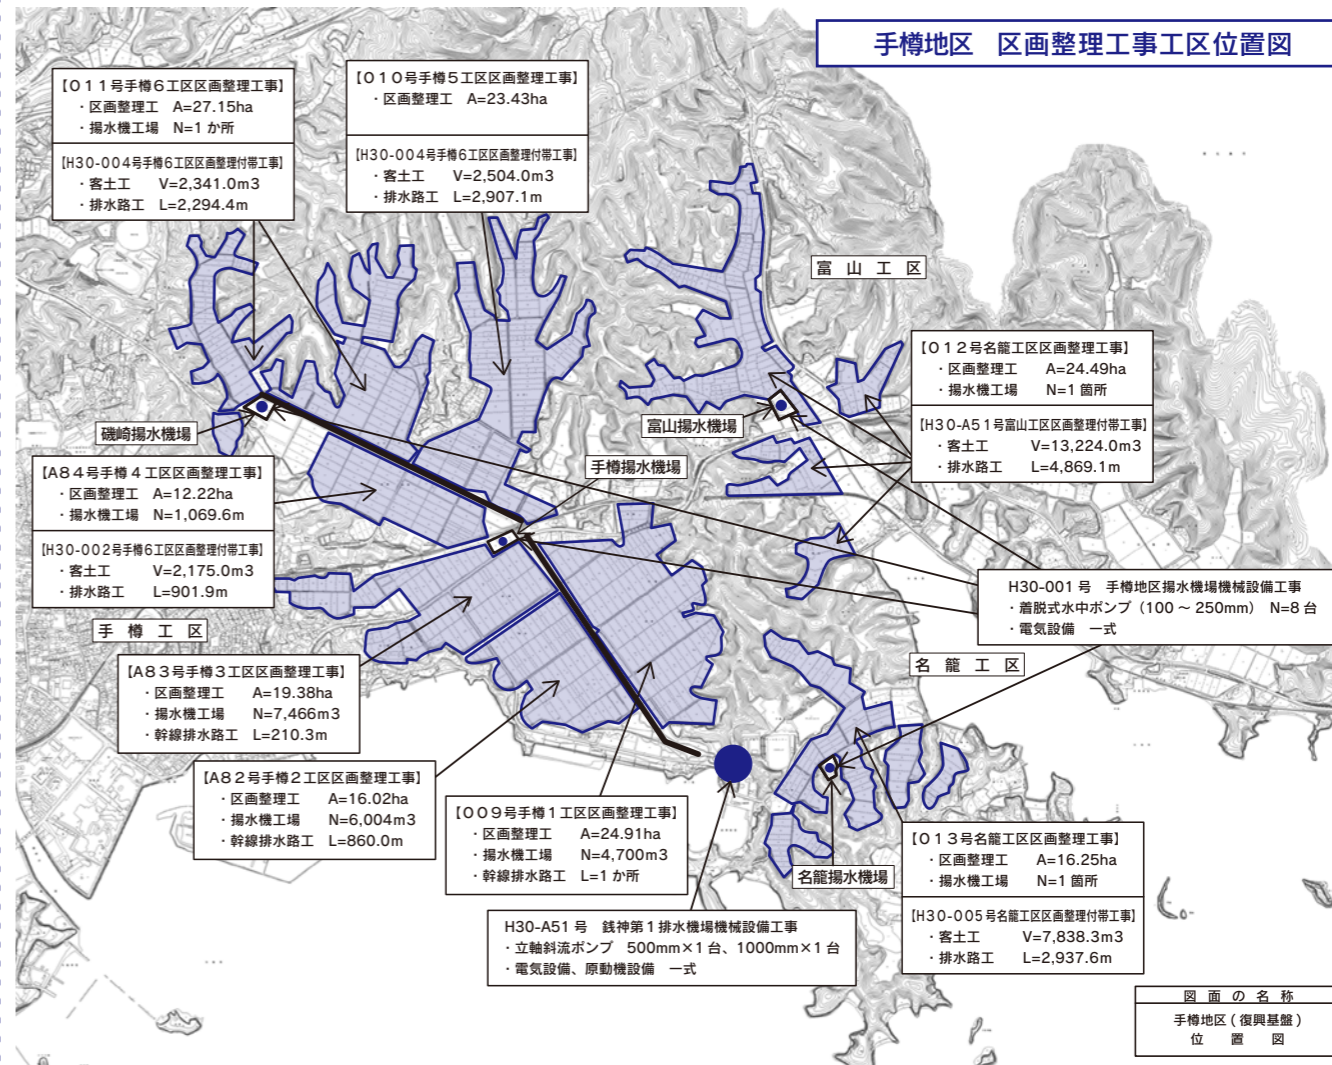 手樽地区　区画整理工事工区位置図
【０１１号手樽６工区区画整理工事】
・区画整理工　A=27.15ha
・揚水機工場　N=1 か所
【H30-004号手樽6工区区画整理付帯工事】
・客土工　V=2,341.0m3
・排水路工　L=2,294.4m
【０１０号手樽５工区区画整理工事】
・区画整理工　A=23.43ha
【H30-004号手樽6工区区画整理付帯工事】
・客土工　V=2,504.0m3
・排水路工　L=2,907.1m
富　山　工　区
【０１２号名籠工区区画整理工事】
・区画整理工　A=24.49ha
・揚水機工場　N=1 箇所
【H30-A51号富山工区区画整理付帯工事】
・客土工　V=13,224.0m3
・排水路工　L=4,869.1m
磯崎揚水機場
富山揚水機場
手樽揚水機場
【A８４号手樽４工区区画整理工事】
・区画整理工　A=12.22ha
・揚水機工場　N=1,069.6m
【H30-002号手樽6工区区画整理付帯工事】
・客土工　V=2,175.0m3
・排水路工　L=901.9m
H30-001 号　手樽地区揚水機場機械設備工事
・着脱式水中ポンプ（100 ～ 250mm）　N=8 台
・電気設備　一式
手　樽　工　区
名　籠　工　区
【A８３号手樽３工区区画整理工事】
・区画整理工　A=19.38ha
・揚水機工場　N=7,466m3
・幹線排水路工　L=210.3m
【A８２号手樽２工区区画整理工事】
・区画整理工　A=16.02ha
・揚水機工場　N=6,004m3
・幹線排水路工　L=860.0m
【００９号手樽１工区区画整理工事】
・区画整理工　A=24.91ha
・揚水機工場　N=4,700m3
・幹線排水路工　L=1 か所
名籠揚水機場
【０１３号名籠工区区画整理工事】
・区画整理工　A=16.25ha
・揚水機工場　N=1 箇所
【H30-005号名籠工区区画整理付帯工事】
・客土工　V=7,838.3m3
・排水路工　L=2,937.6m
H30-A51 号　銭神第１排水機場機械設備工事
・立軸斜流ポンプ　500mm×１台、1000mm×１台
・電気設備、原動機設備　一式
図　面　の　名　称
手樽地区 ( 復興基盤 )
位　置　図